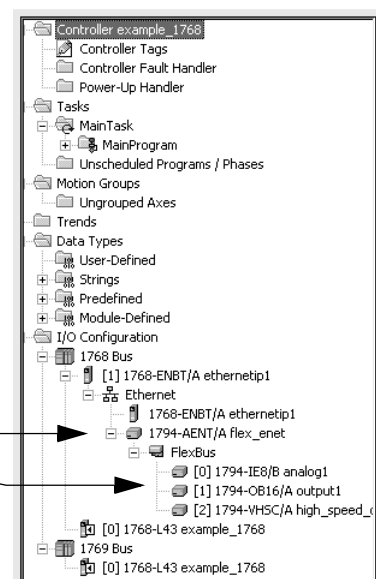 Controller example_1768
Controller Tags
Controller Fault Handler
Power-Up Handler
Tasks
MainTask
MainProgram
Unscheduled Programs / Phases
Motion Groups
Ungrouped Axes
Trends
Data Types
User-Defined
Strings
Predefined
Module-Defined
I/O Configuration
1768 Bus
[1] 1768-ENBT/A ethernetip1
Ethernet
1768-ENBT/A ethernetip1
1794-AENT/A flex_enet
FlexBus
[0] 1794-IE8/B analog1
[1] 1794-OB16/A output1
[2] 1794-VHSC/A high_speed_
[0] 1768-L43 example_1768
1769 Bus
[0] 1768-L43 example_1768